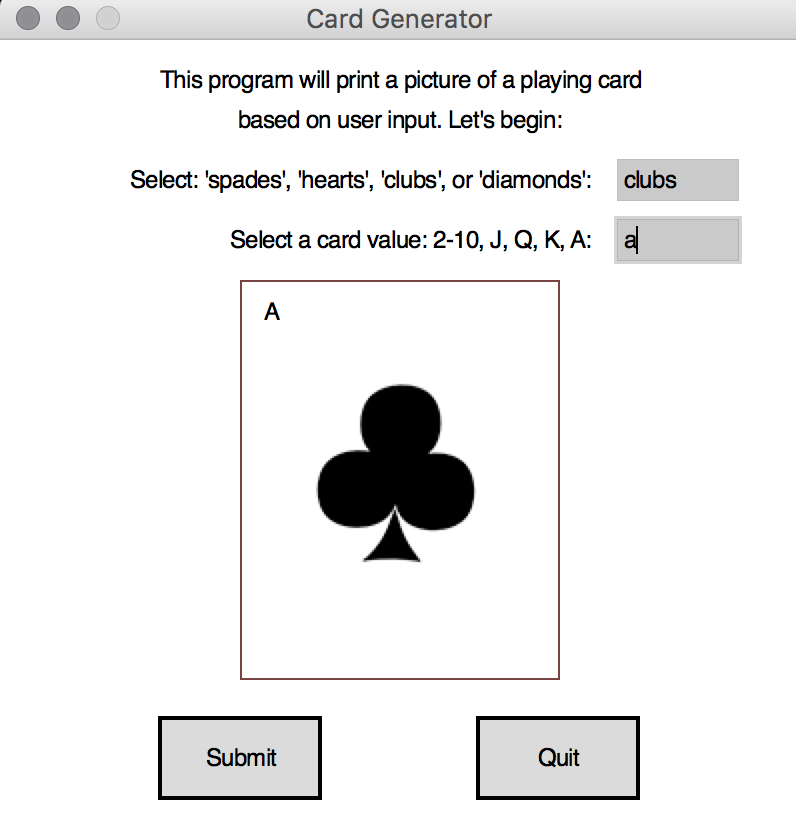 Card Generator
This program will print a picture of a playing card
based on user input. Let's begin:
Select: 'spades', 'hearts', 'clubs', or 'diamonds': clubs
Select a card value: 2-10, J, Q, K, A: a
A
Submit Quit